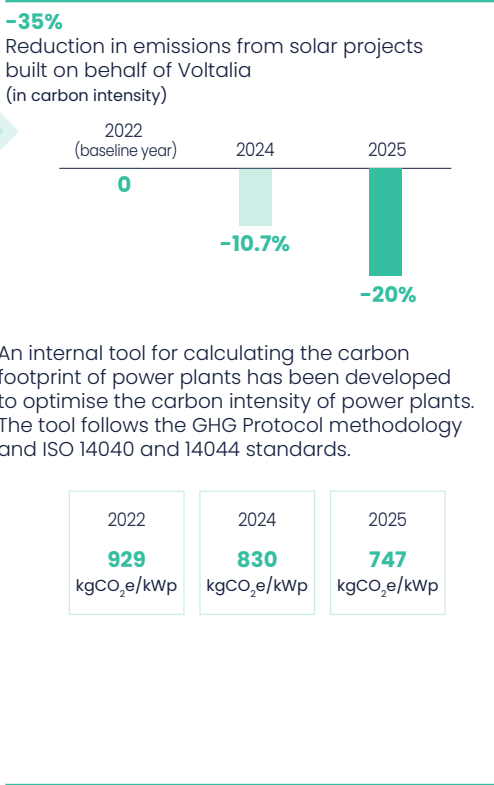 -35%
Reduction in emissions from solar projects
built on behalf of Voltalia
(in carbon intensity)
2022
(baseline year)
2024
2025
0
-10.7%
-20%
An internal tool for calculating the carbon
footprint of power plants has been developed
to optimise the carbon intensity of power plants.
The tool follows the GHG Protocol methodology
and ISO 14040 and 14044 standards.
2022
929
kgCO₂e/kWp
2024
830
kgCO₂e/kWp
2025
747
kgCO₂e/kWp